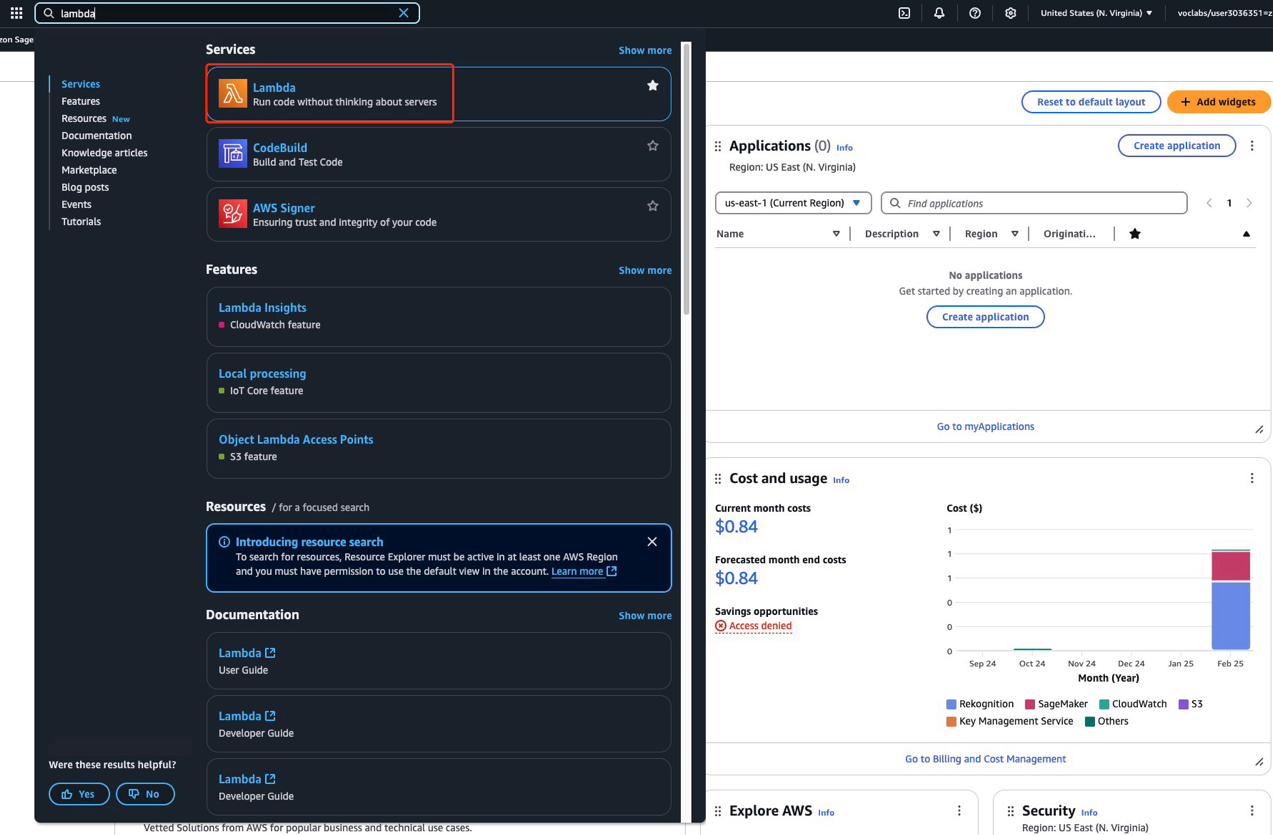 lambda
United States (N. Virginia)
voclabs/user3036351=z
zon Sage
Services
Features
Resources New
Documentation
Knowledge articles
Marketplace
Blog posts
Events
Tutorials
Were these results helpful?
Yes
No
Services
Show more
Lambda
Run code without thinking about servers
CodeBuild
Build and Test Code
AWS Signer
Ensuring trust and integrity of your code
Features
Show more
Lambda Insights
CloudWatch feature
Local processing
IoT Core feature
Object Lambda Access Points
S3 feature
Resources / for a focused search
Introducing resource search
To search for resources, Resource Explorer must be active in at least one AWS Region
and you must have permission to use the default view in the account. Learn more
Documentation
Show more
Lambda
User Guide
Lambda
Developer Guide
Lambda
Developer Guide
Vetted Solutions from AWS for popular business and technical use cases.
Reset to default layout
+ Add widgets
Applications (0) Info
Region: US East (N. Virginia)
Create application
us-east-1 (Current Region)
Find applications
1
Name
Description
Region
Originati...
No applications
Get started by creating an application.
Create application
Go to myApplications
Cost and usage Info
Current month costs
$0.84
Forecasted month end costs
$0.84
Savings opportunities
Access denied
Cost ($)
1
1
1
0
0
0
Sep 24 Oct 24 Nov 24 Dec 24 Jan 25 Feb 25
Month (Year)
Rekognition SageMaker CloudWatch S3
Key Management Service Others
Go to Billing and Cost Management
Explore AWS Info
Security Info
Region: US East (N. Virginia)